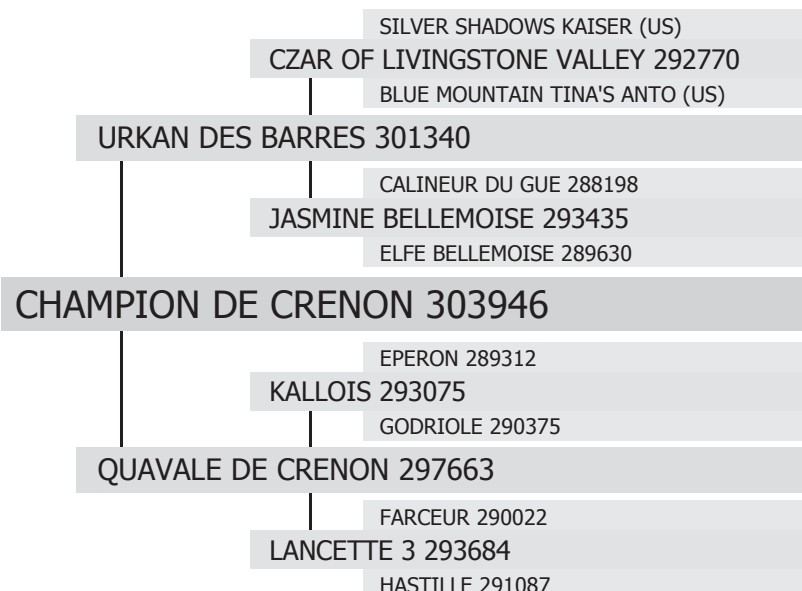 SILVER SHADOWS KAISER (US)
CZAR OF LIVINGSTONE VALLEY 292770
BLUE MOUNTAIN TINA'S ANTO (US)
URKAN DES BARRES 301340
CALINEUR DU GUE 288198
JASMINE BELLEMOISE 293435
ELFE BELLEMOISE 289630
CHAMPION DE CRENON 303946
EPERON 289312
KALLOIS 293075
GODRIOLE 290375
QUAVALE DE CRENON 297663
FARCEUR 290022
LANCETTE 3 293684
HASTILLE 291087